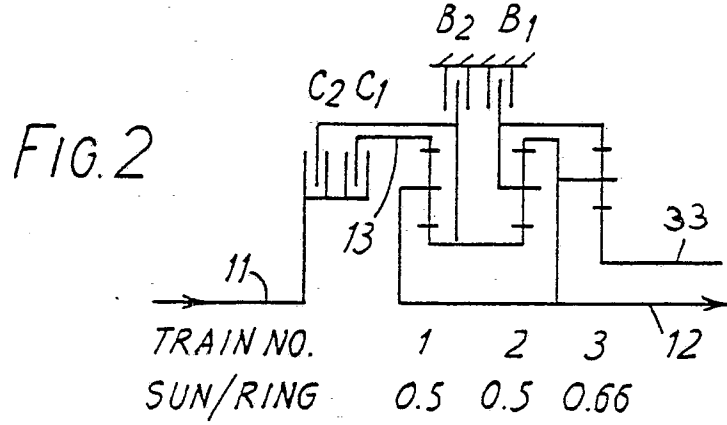 B2 B1
C2 C1
FIG. 2
13
33
11
12
TRAIN NO. 1 2 3
SUN/RING 0.5 0.5 0.66